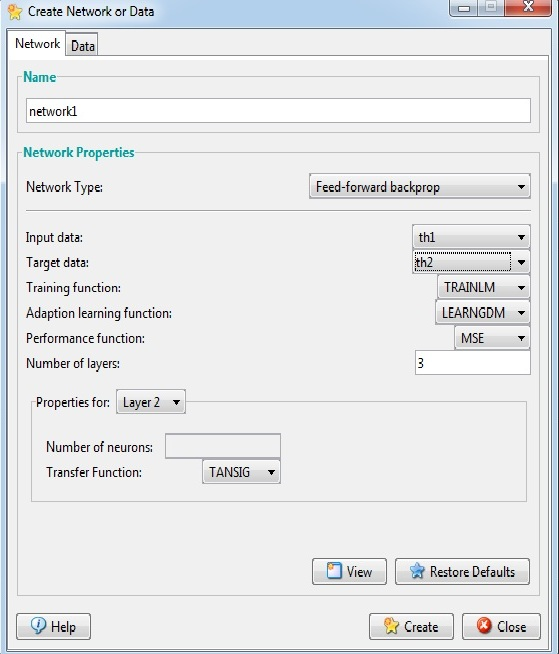 Create Network or Data
Network Data
Name
network1
Network Properties
Network Type: Feed-forward backprop
Input data: th1
Target data: th2
Training function: TRAINLM
Adaption learning function: LEARNGDM
Performance function: MSE
Number of layers: 3
Properties for: Layer 2
Number of neurons:
Transfer Function: TANSIG
View Restore Defaults
Help Create Close